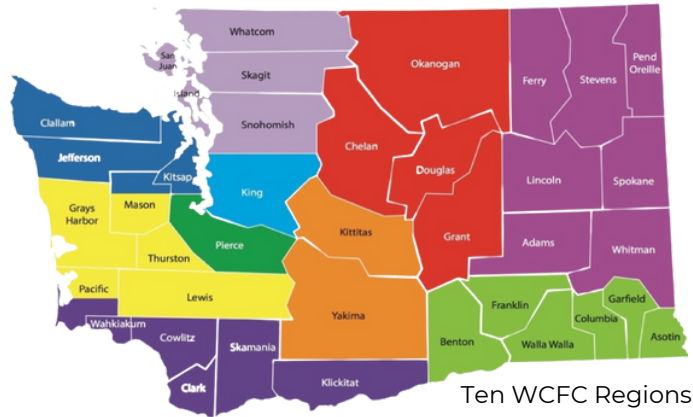 Whatcom
San
Juan
Skagit
Island
Snohomish
Okanogan
Ferry
Stevens
Pend
Oreille
Clallam
Jefferson
Kitsap
King
Chelan
Douglas
Lincoln
Spokane
Grays
Harbor
Mason
Pierce
Kittitas
Grant
Adams
Whitman
Thurston
Pacific
Lewis
Yakima
Wahkiakum
Cowlitz
Skamania
Clark
Klickitat
Benton
Franklin
Walla Walla
Columbia
Garfield
Asotin
Ten WCFC Regions